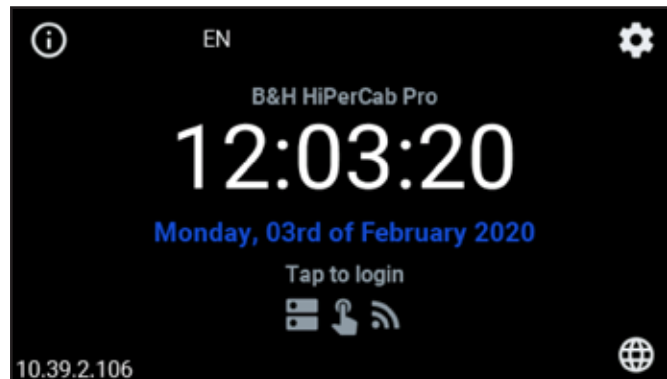 EN
B&H HiPerCab Pro
12:03:20
Monday, 03rd of February 2020
Tap to login
10.39.2.106